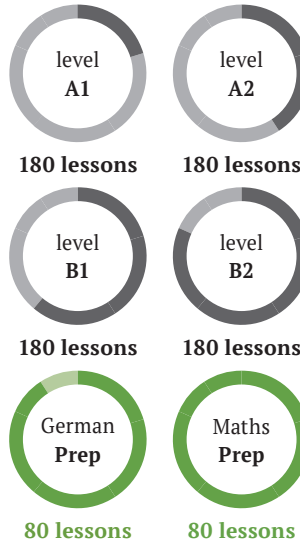 level
A1
180 lessons
level
A2
180 lessons
level
B1
180 lessons
level
B2
180 lessons
German
Prep
80 lessons
Maths
Prep
80 lessons